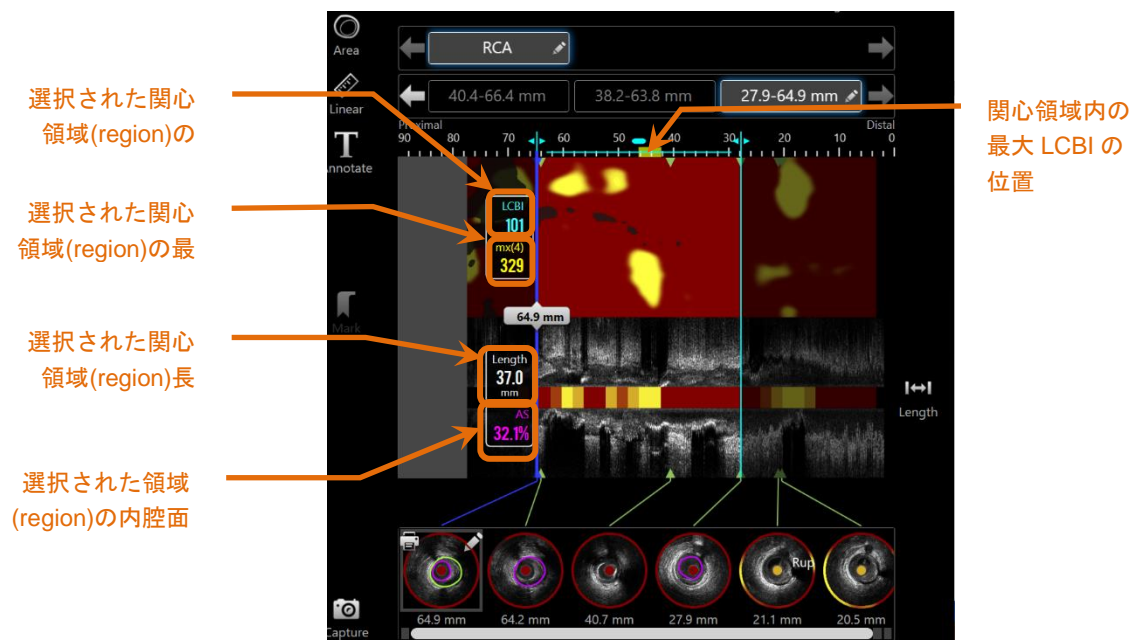 Area
RCA
40.4-66.4 mm
38.2-63.8 mm
27.9-64.9 mm
Linear
Proximal
Distal
90 80 70 60 50 40 30 20 10 0
Annotate
選択された関心
領域(region)の
関心領域内の
最大 LCBI の
位置
LCBI
101
選択された関心
領域(region)の最
mx(4)
329
Mark
64.9 mm
選択された関心
領域(region)長
Length
37.0
mm
Length
AS
32.1%
選択された領域
(region)の内腔面
Rup
64.9 mm
64.2 mm
40.7 mm
27.9 mm
21.1 mm
20.5 mm
Capture